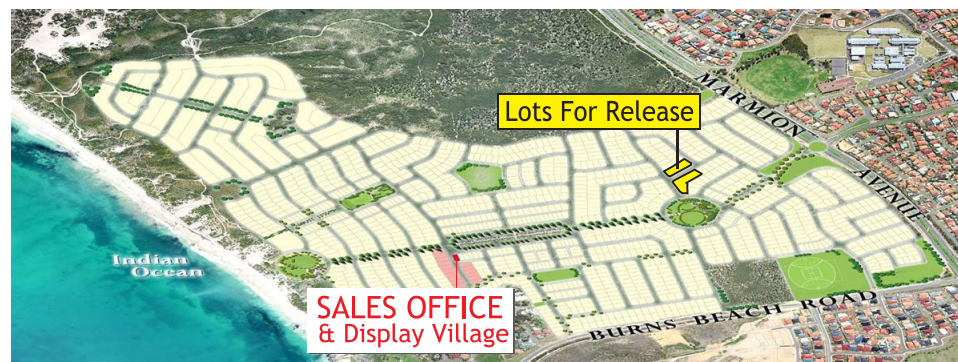 MARMION AVENUE
Lots For Release
Indian
Ocean
SALES OFFICE
& Display Village
BURNS BEACH ROAD